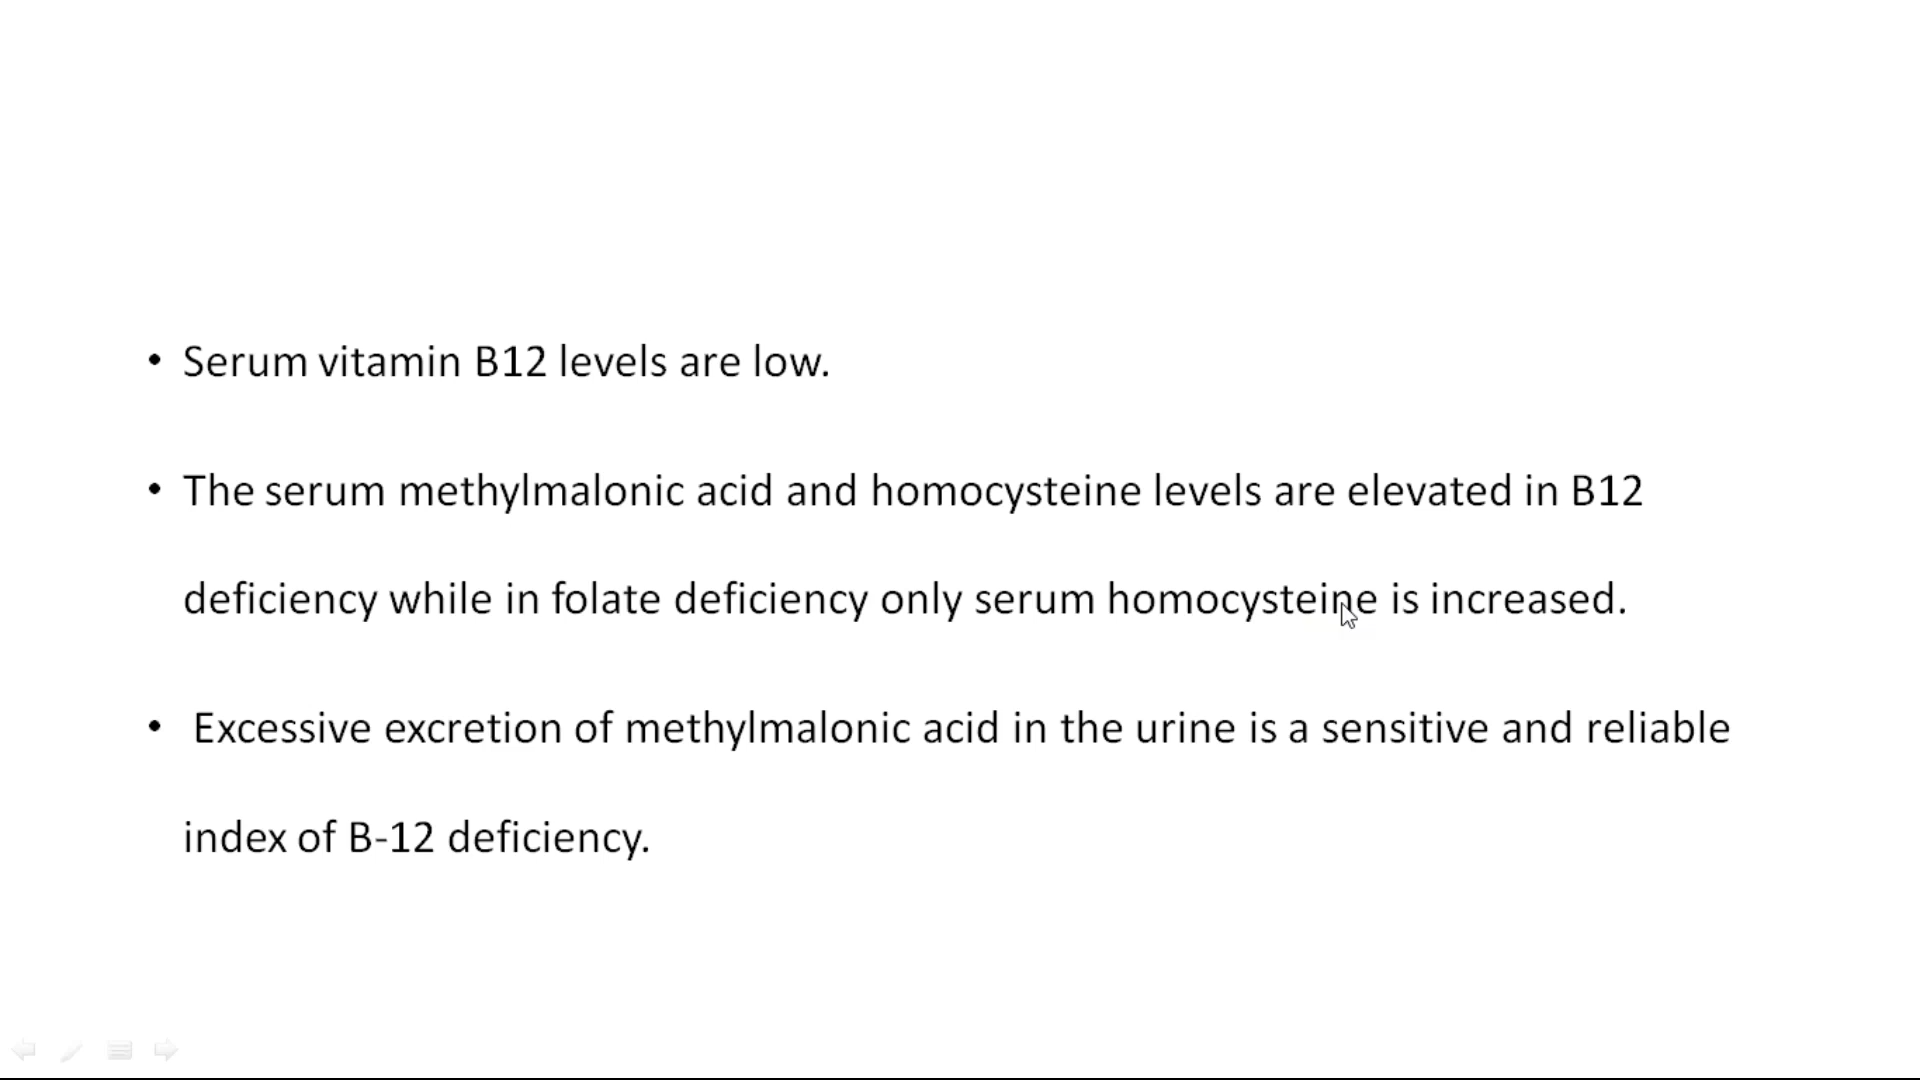 • Serum vitamin B12 levels are low.
• The serum methylmalonic acid and homocysteine levels are elevated in B12
deficiency while in folate deficiency only serum homocysteine is increased.
• Excessive excretion of methylmalonic acid in the urine is a sensitive and reliable
index of B-12 deficiency.